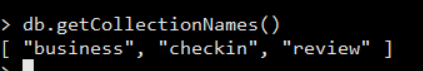 > db.getCollectionNames()
[ "business", "checkin", "review" ]
>